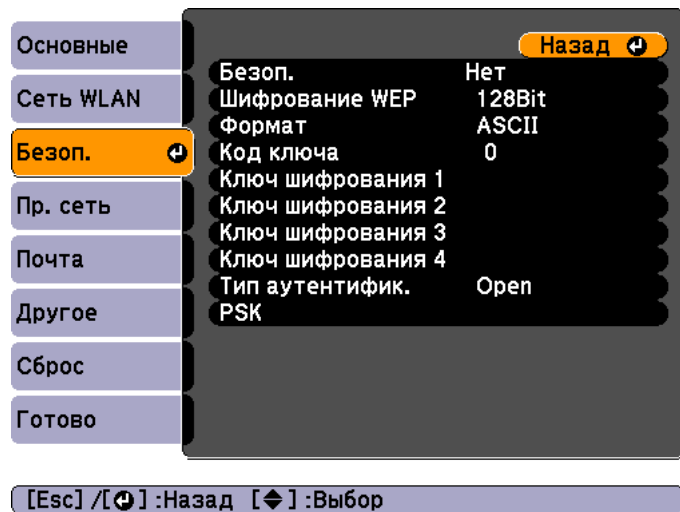 Основные
Сеть WLAN
Безоп.
Пр. сеть
Почта
Другое
Сброс
Готово
Назад
Безоп. Нет
Шифрование WEP 128Bit
Формат ASCII
Код ключа 0
Ключ шифрования 1
Ключ шифрования 2
Ключ шифрования 3
Ключ шифрования 4
Тип аутентифик. Open
PSK
[Esc] /[⏎] :Назад [◆] :Выбор